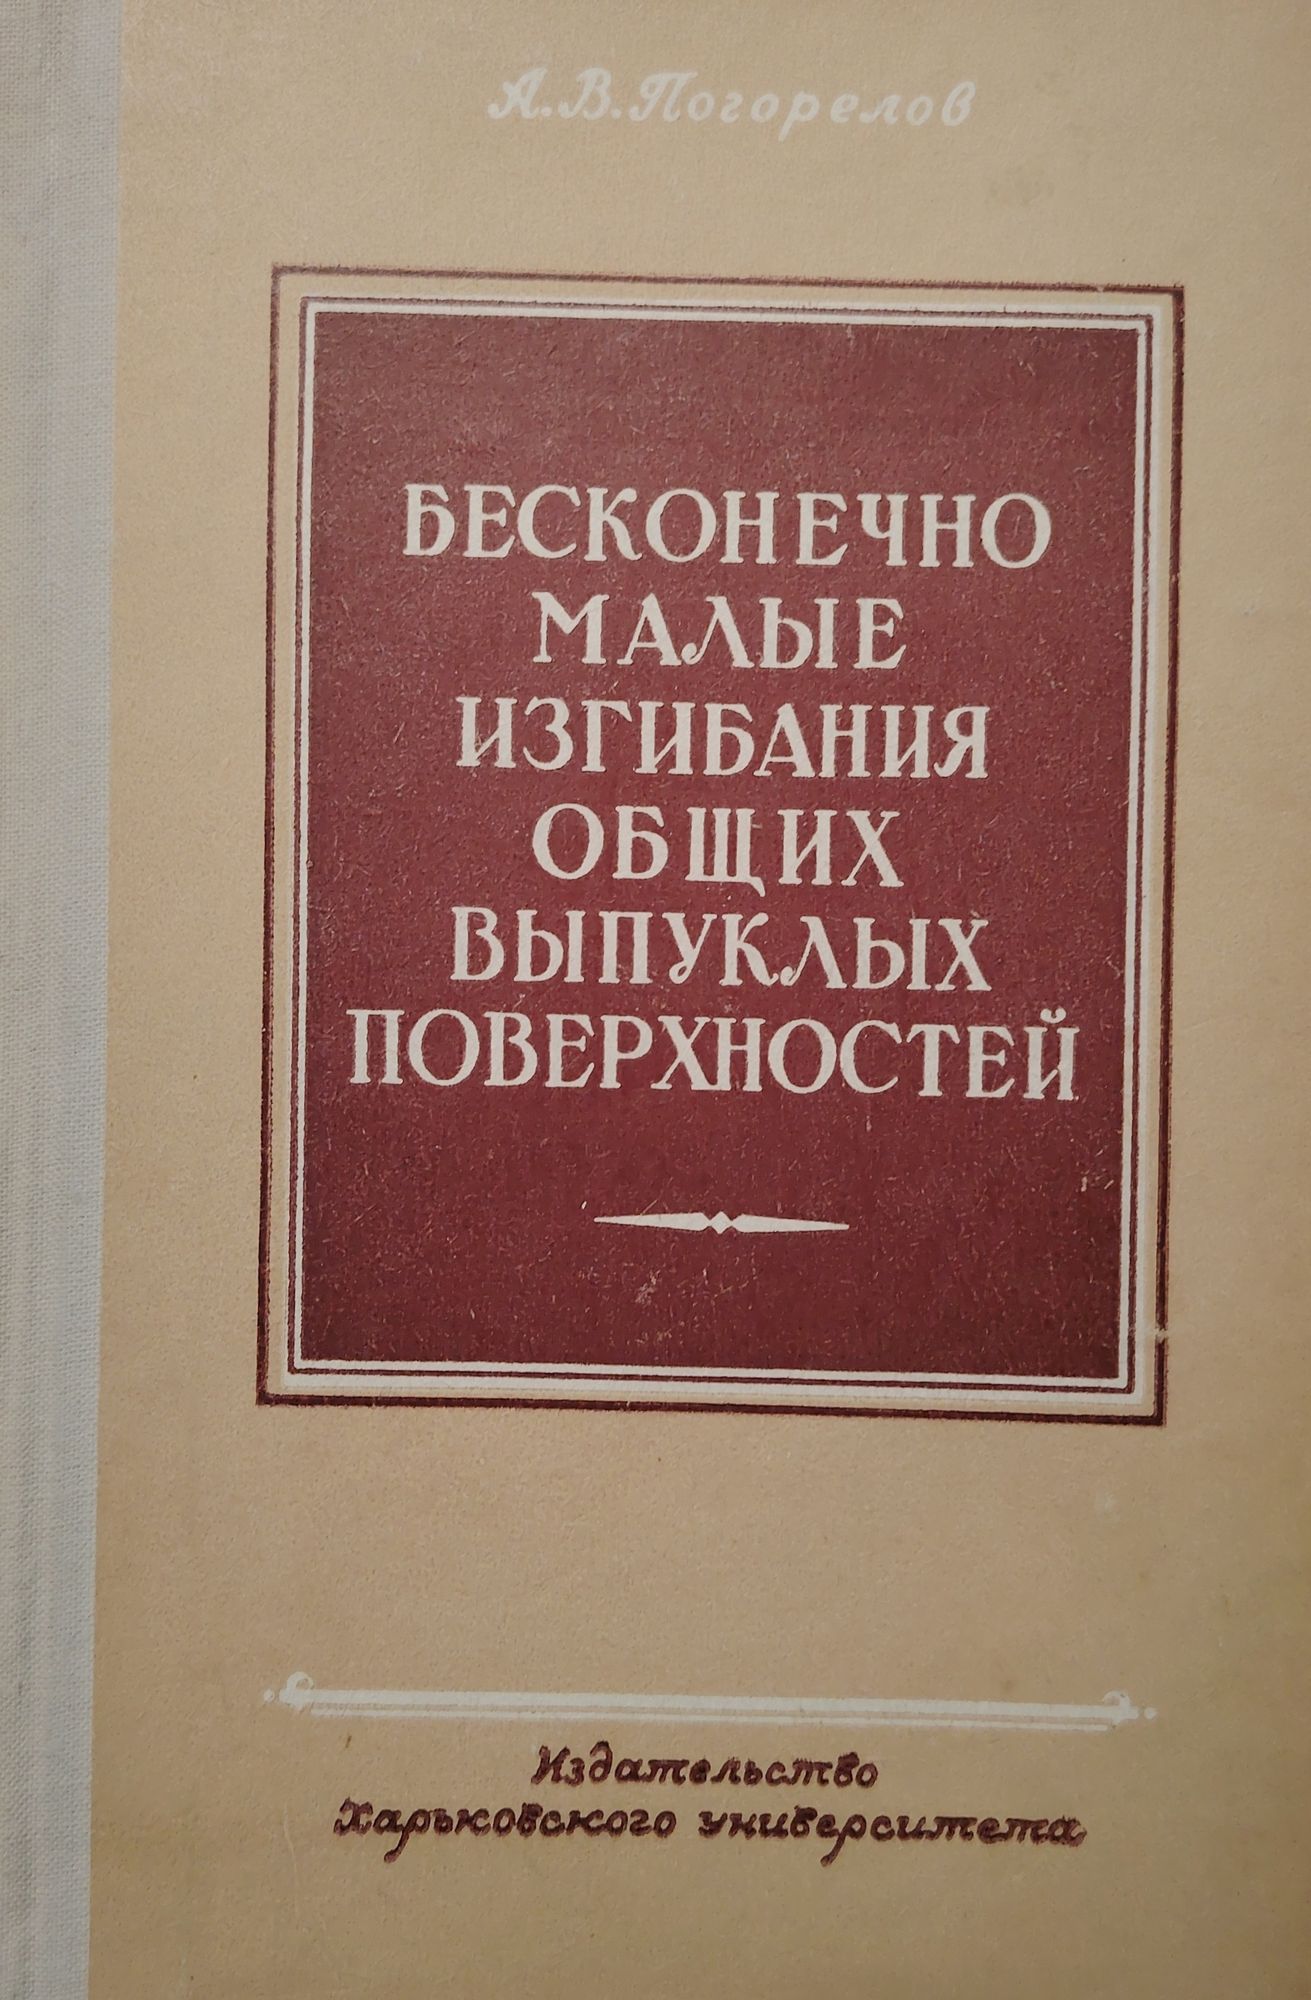 А.В.Погорелов
БЕСКОНЕЧНО
МАЛЫЕ
ИЗГИБАНИЯ
ОБЩИХ
ВЫПУКЛЫХ
ПОВЕРХНОСТЕЙ
Издательство
Харьковского университета